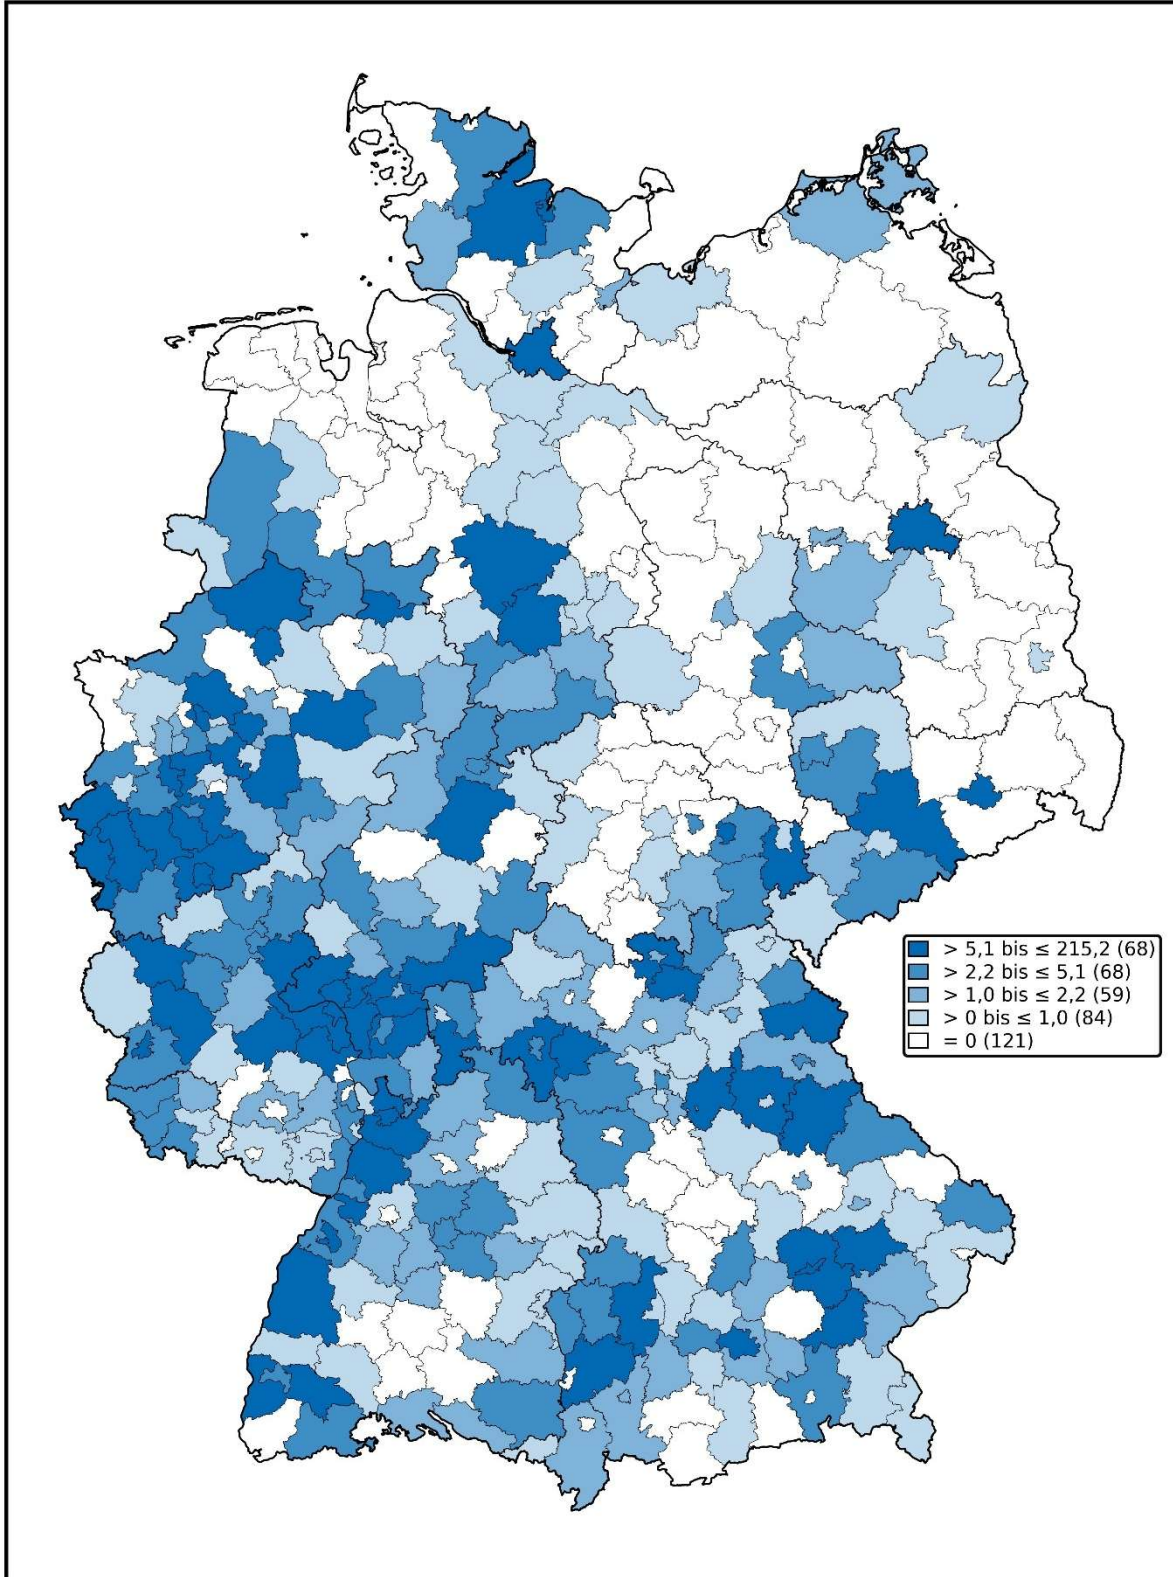 > 5,1 bis ≤ 215,2 (68)
> 2,2 bis ≤ 5,1 (68)
> 1,0 bis ≤ 2,2 (59)
> 0 bis ≤ 1,0 (84)
= 0 (121)